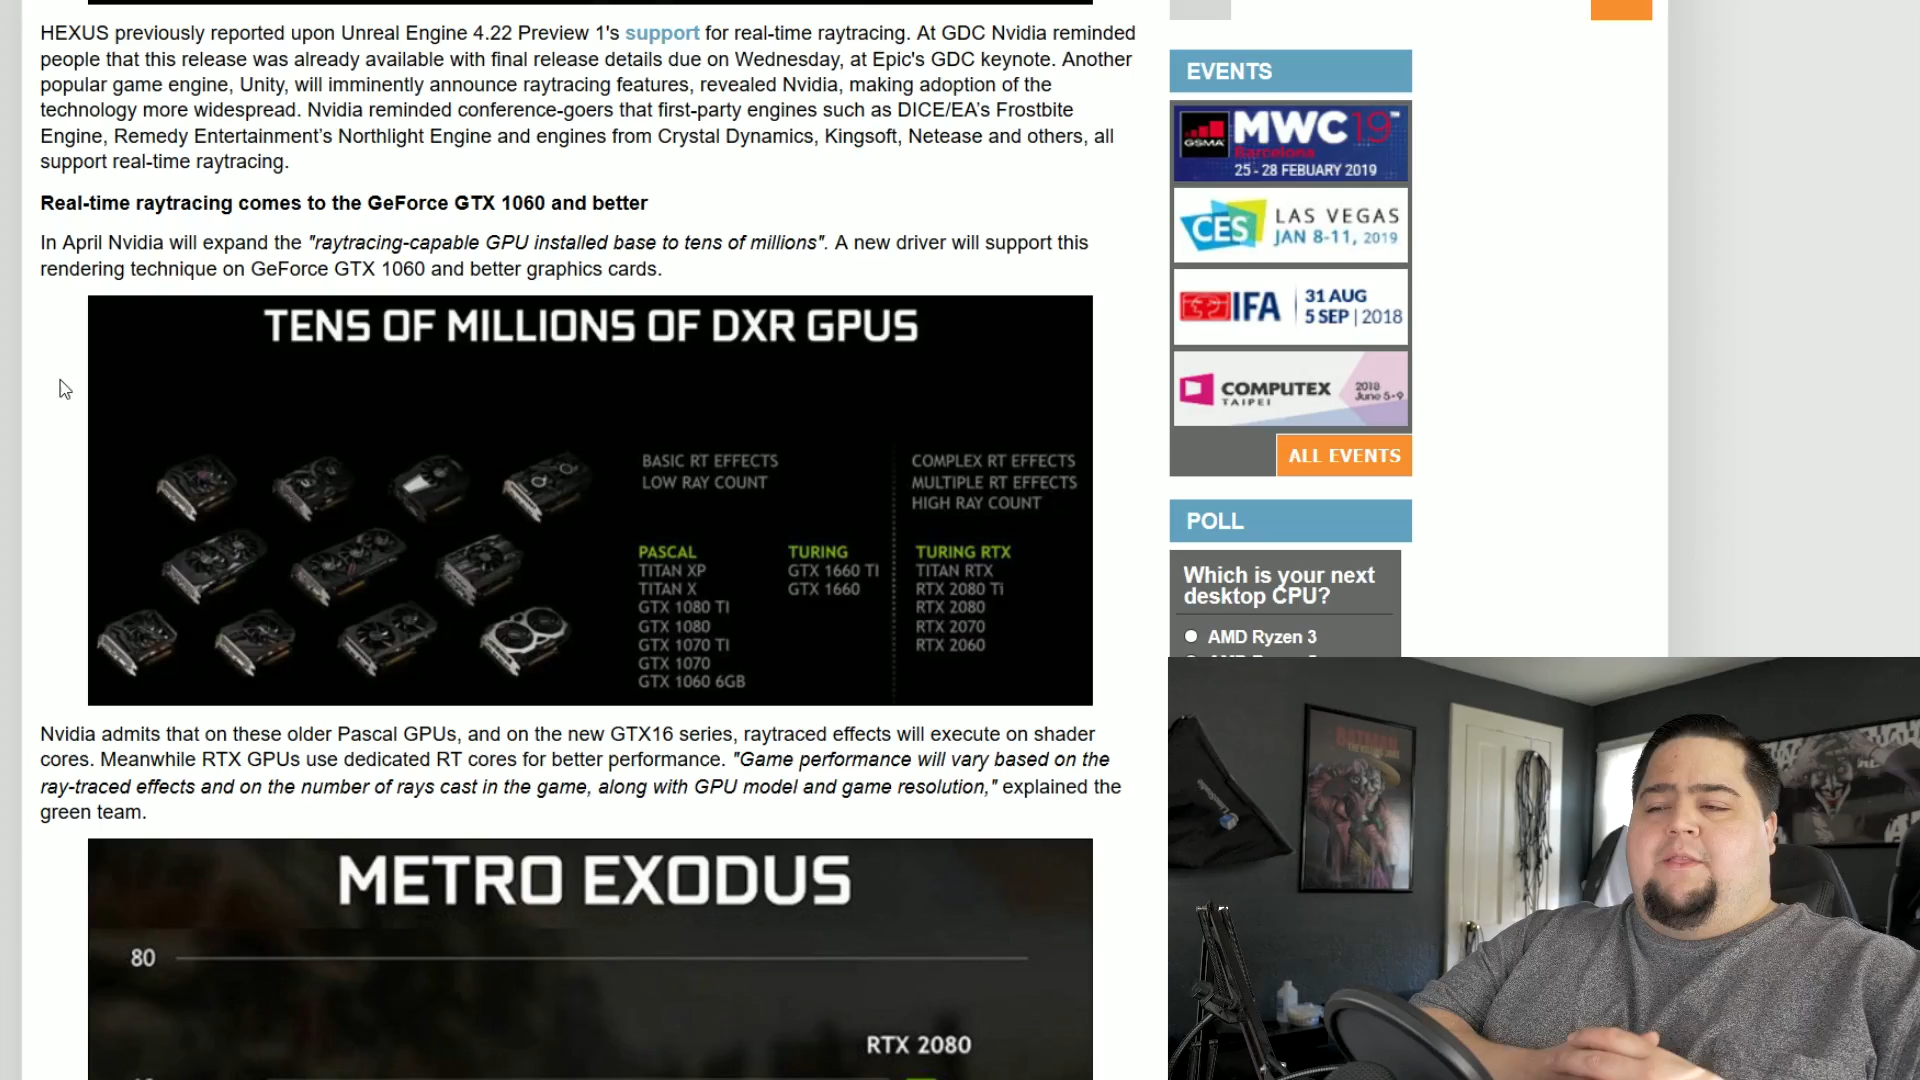 HEXUS previously reported upon Unreal Engine 4.22 Preview 1's support for real-time raytracing. At GDC Nvidia reminded
people that this release was already available with final release details due on Wednesday, at Epic's GDC keynote. Another
popular game engine, Unity, will imminently announce raytracing features, revealed Nvidia, making adoption of the
technology more widespread. Nvidia reminded conference-goers that first-party engines such as DICE/EA's Frostbite
Engine, Remedy Entertainment's Northlight Engine and engines from Crystal Dynamics, Kingsoft, Netease and others, all
support real-time raytracing.
Real-time raytracing comes to the GeForce GTX 1060 and better
In April Nvidia will expand the "raytracing-capable GPU installed base to tens of millions". A new driver will support this
rendering technique on GeForce GTX 1060 and better graphics cards.
TENS OF MILLIONS OF DXR GPUS
BASIC RT EFFECTS
LOW RAY COUNT
COMPLEX RT EFFECTS
MULTIPLE RT EFFECTS
HIGH RAY COUNT
PASCAL
TITAN XP
TITAN X
GTX 1080 TI
GTX 1080
GTX 1070 TI
GTX 1070
GTX 1060 6GB
TURING
GTX 1660 TI
GTX 1660
TURING RTX
TITAN RTX
RTX 2080 Ti
RTX 2080
RTX 2070
RTX 2060
Nvidia admits that on these older Pascal GPUs, and on the new GTX16 series, raytraced effects will execute on shader
cores. Meanwhile RTX GPUs use dedicated RT cores for better performance. "Game performance will vary based on the
ray-traced effects and on the number of rays cast in the game, along with GPU model and game resolution," explained the
green team.
METRO EXODUS
80
RTX 2080
EVENTS
GSMA
MWC19
Barcelona
25 - 28 FEBUARY 2019
CES
LAS VEGAS
JAN 8-11, 2019
IFA
31 AUG
5 SEP | 2018
COMPUTEX
TAIPEI
2018
June 5-9
ALL EVENTS
POLL
Which is your next
desktop CPU?
AMD Ryzen 3
BATMAN
THE KILLING JOKE